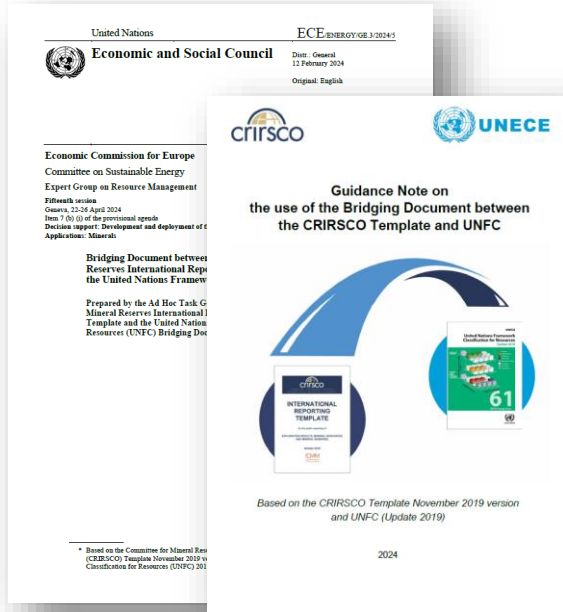 United Nations
ECE/ENERGY/GE.3/2024/5
Economic and Social Council
Distr.: General
12 February 2024
Original: English
Economic Commission for Europe
Committee on Sustainable Energy
Expert Group on Resource Management
Fifteenth session
Geneva, 22-26 April 2024
Item 7 (b) (i) of the provisional agenda
Decision support: Development and deployment of
Applications: Minerals
Bridging Document between
Reserves International
the United Nations
Prepared by the Ad Hoc Task
Mineral Reserves International
Template and the United Nations
Resources (UNFC) Bridging
* Based on the Committee for Mineral
(CRIRSCO) Template November 2019
Classification for Resources (UNFC)
crirsco
UNECE
Guidance Note on
the use of the Bridging Document between
the CRIRSCO Template and UNFC
crirsco
INTERNATIONAL
REPORTING
TEMPLATE
ICMM
United Nations Framework
Classification for Resources
61
Based on the CRIRSCO Template November 2019 version
and UNFC (Update 2019)
2024